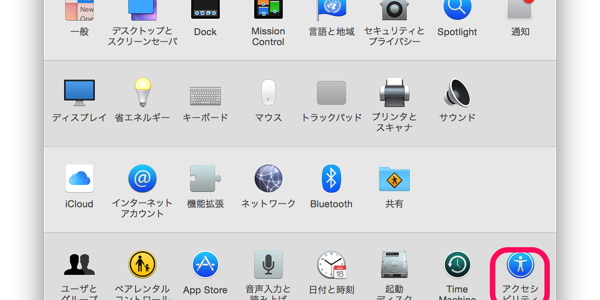 New
One
一般
デスクトップと
スクリーンセーバ
Dock
Mission
Control
言語と地域
セキュリティと
プライバシー
Spotlight
通知
ディスプレイ
省エネルギー
キーボード
マウス
トラックパッド
プリンタと
スキャナ
サウンド
iCloud
インターネット
アカウント
機能拡張
ネットワーク
Bluetooth
共有
ユーザと
グループ
ペアレンタル
コントロール
App Store
音声入力と
読み上げ
18
日付と時刻
起動
ディスク
Time
Machine
アクセシ
ビリティ